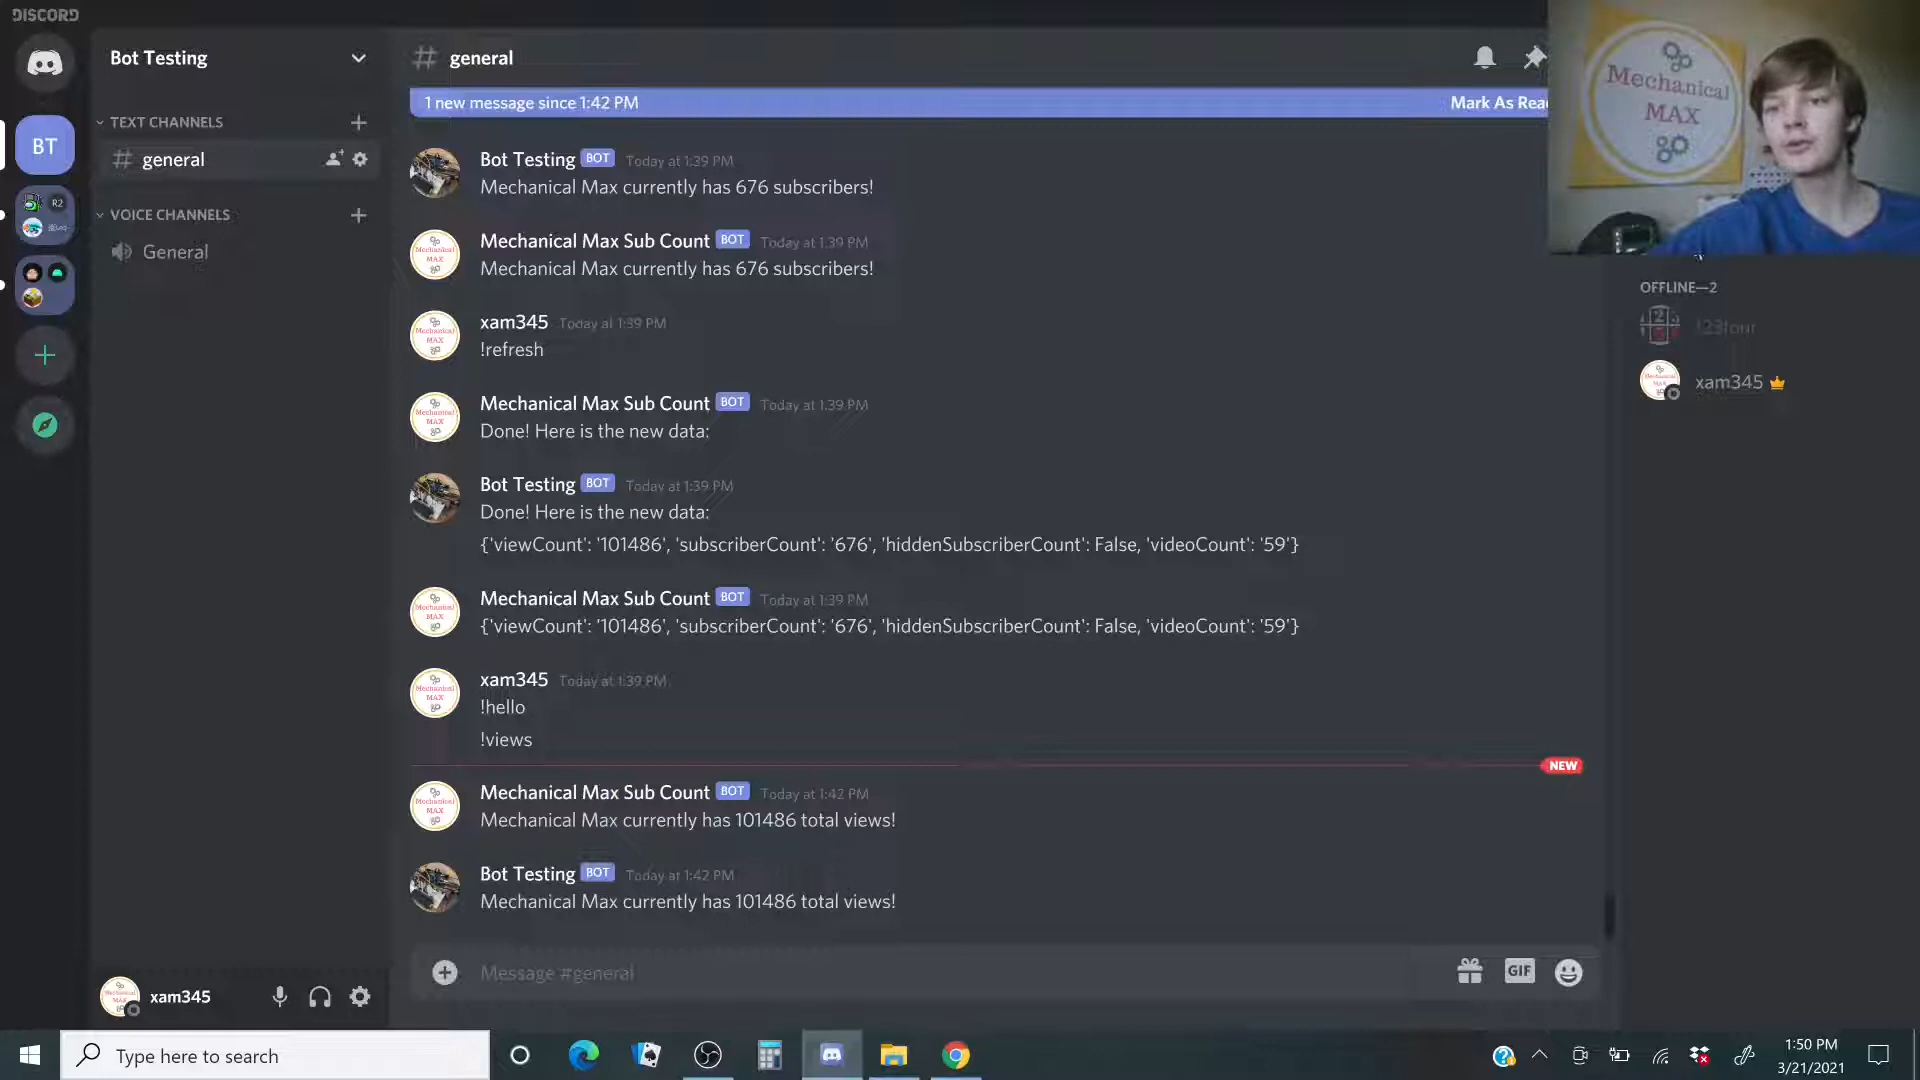 DISCORD
Bot Testing
general
1 new message since 1:42 PM
Mark As Rea
Mechanical
MAX
TEXT CHANNELS
general
VOICE CHANNELS
General
BT
R2
Bot Testing BOT Today at 1:39 PM
Mechanical Max currently has 676 subscribers!
Mechanical Max Sub Count BOT Today at 1:39 PM
Mechanical Max currently has 676 subscribers!
xam345 Today at 1:39 PM
!refresh
Mechanical Max Sub Count BOT Today at 1:39 PM
Done! Here is the new data:
Bot Testing BOT Today at 1:39 PM
Done! Here is the new data:
{'viewCount': '101486', 'subscriberCount': '676', 'hiddenSubscriberCount': False, 'videoCount': '59'}
Mechanical Max Sub Count BOT Today at 1:39 PM
{'viewCount': '101486', 'subscriberCount': '676', 'hiddenSubscriberCount': False, 'videoCount': '59'}
xam345 Today at 1:39 PM
!hello
!views
NEW
Mechanical Max Sub Count BOT Today at 1:42 PM
Mechanical Max currently has 101486 total views!
Bot Testing BOT Today at 1:42 PM
Mechanical Max currently has 101486 total views!
Message #general
GIF
OFFLINE—2
123four
xam345
xam345
Type here to search
1:50 PM
3/21/2021